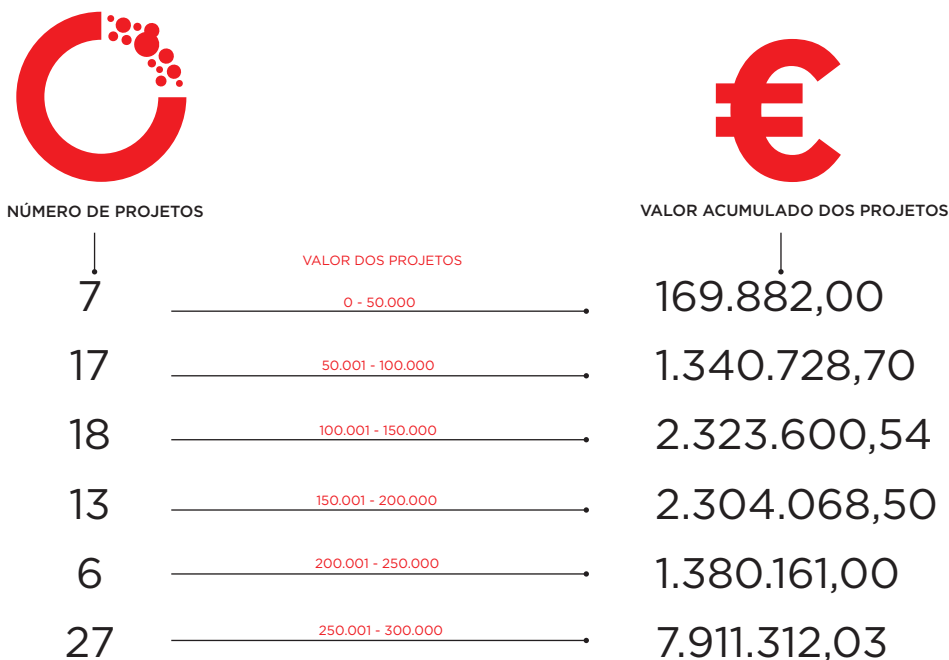 €
NÚMERO DE PROJETOS
VALOR ACUMULADO DOS PROJETOS
VALOR DOS PROJETOS
7 0 - 50.000 169.882,00
17 50.001 - 100.000 1.340.728,70
18 100.001 - 150.000 2.323.600,54
13 150.001 - 200.000 2.304.068,50
6 200.001 - 250.000 1.380.161,00
27 250.001 - 300.000 7.911.312,03